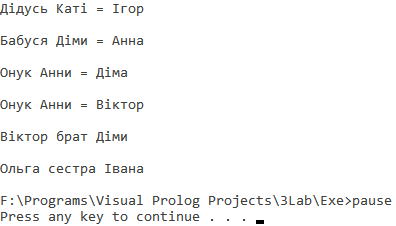 Дідусь Каті = Ігор
Бабуся Діми = Анна
Онук Анни = Діма
Онук Анни = Віктор
Віктор брат Діми
Ольга сестра Івана
F:\Programs\Visual Prolog Projects\3Lab\Exe>pause
Press any key to continue . . .